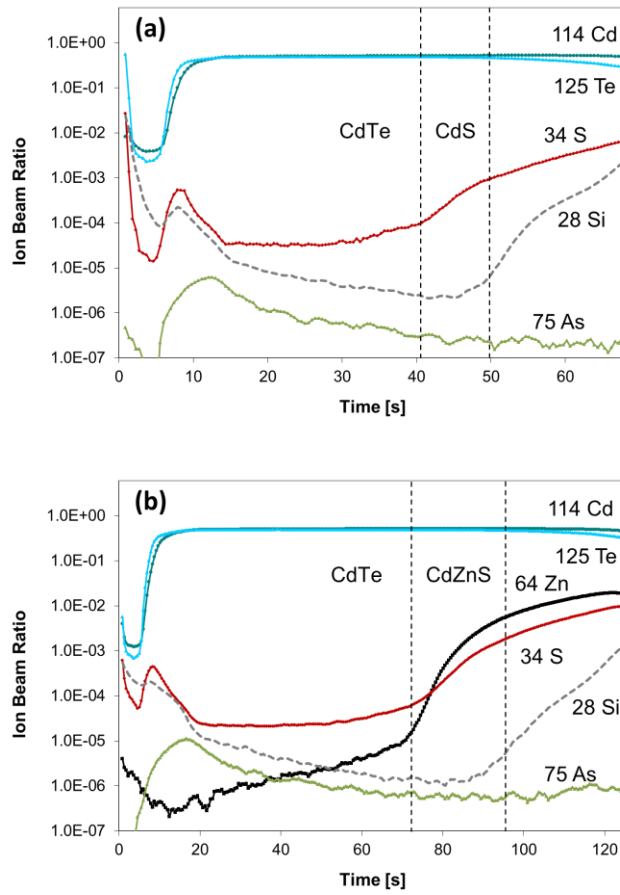 (a)
114 Cd
1.0E+00
125 Te
1.0E-01
1.0E-02
CdTe
CdS
34 S
1.0E-03
28 Si
1.0E-04
1.0E-05
75 As
1.0E-06
1.0E-07
Ion Beam Ratio
0 10 20 30 40 50 60
Time [s]
(b)
114 Cd
1.0E+00
125 Te
1.0E-01
CdTe
CdZnS
64 Zn
1.0E-02
1.0E-03
34 S
28 Si
1.0E-04
1.0E-05
75 As
1.0E-06
1.0E-07
Ion Beam Ratio
0 20 40 60 80 100 120
Time [s]